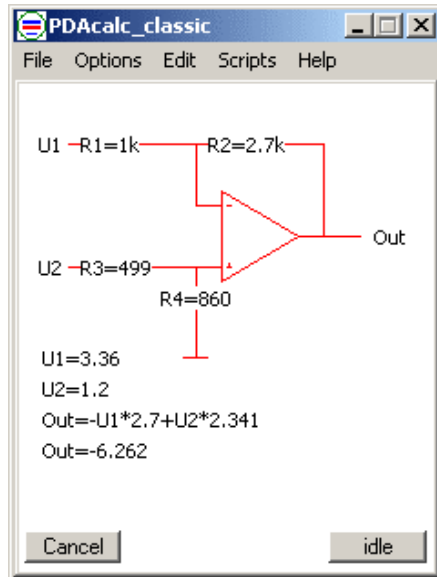 PDAcalc_classic
File Options Edit Scripts Help
U1 R1=1k R2=2.7k
-
Out
U2 R3=499 +
R4=860
U1=3.36
U2=1.2
Out=-U1*2.7+U2*2.341
Out=-6.262
Cancel idle